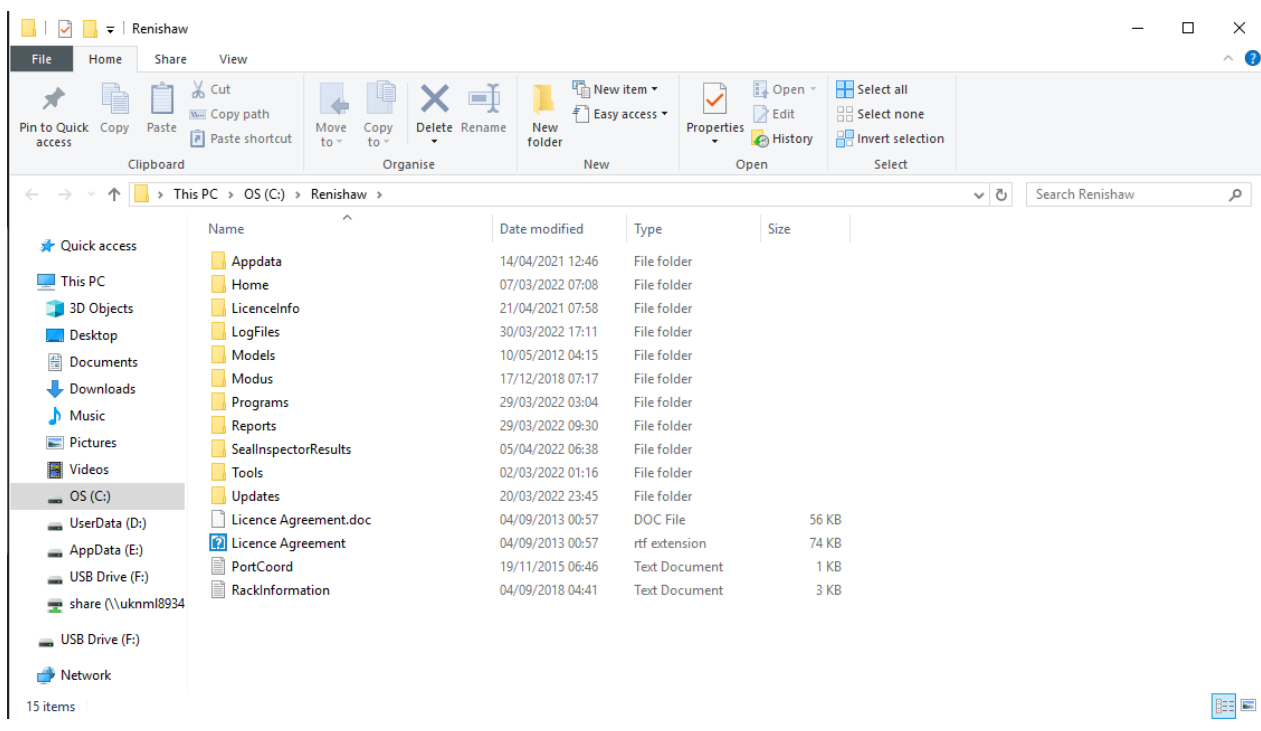 Renishaw
File Home Share View
Pin to Quick access
Copy
Paste
Cut
Copy path
Paste shortcut
Clipboard
Move to
Copy to
Delete
Rename
Organise
New folder
New item
Easy access
New
Properties
Open
Edit
History
Open
Select all
Select none
Invert selection
Select
This PC > OS (C:) > Renishaw >
Search Renishaw
Quick access
This PC
3D Objects
Desktop
Documents
Downloads
Music
Pictures
Videos
OS (C:)
UserData (D:)
AppData (E:)
USB Drive (F:)
share (\\uknml8934
USB Drive (F:)
Network
Name Date modified Type Size
Appdata 14/04/2021 12:46 File folder
Home 07/03/2022 07:08 File folder
LicenceInfo 21/04/2021 07:58 File folder
LogFiles 30/03/2022 17:11 File folder
Models 10/05/2012 04:15 File folder
Modus 17/12/2018 07:17 File folder
Programs 29/03/2022 03:04 File folder
Reports 29/03/2022 09:30 File folder
SealInspectorResults 05/04/2022 06:38 File folder
Tools 02/03/2022 01:16 File folder
Updates 20/03/2022 23:45 File folder
Licence Agreement.doc 04/09/2013 00:57 DOC File 56 KB
Licence Agreement 04/09/2013 00:57 rtf extension 74 KB
PortCoord 19/11/2015 06:46 Text Document 1 KB
RackInformation 04/09/2018 04:41 Text Document 3 KB
15 items